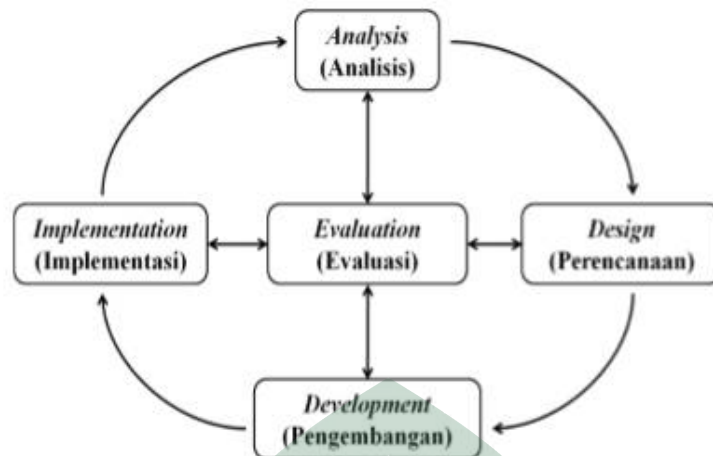 Analysis
(Analisis)
Implementation
(Implementasi)
Evaluation
(Evaluasi)
Design
(Perencanaan)
Development
(Pengembangan)